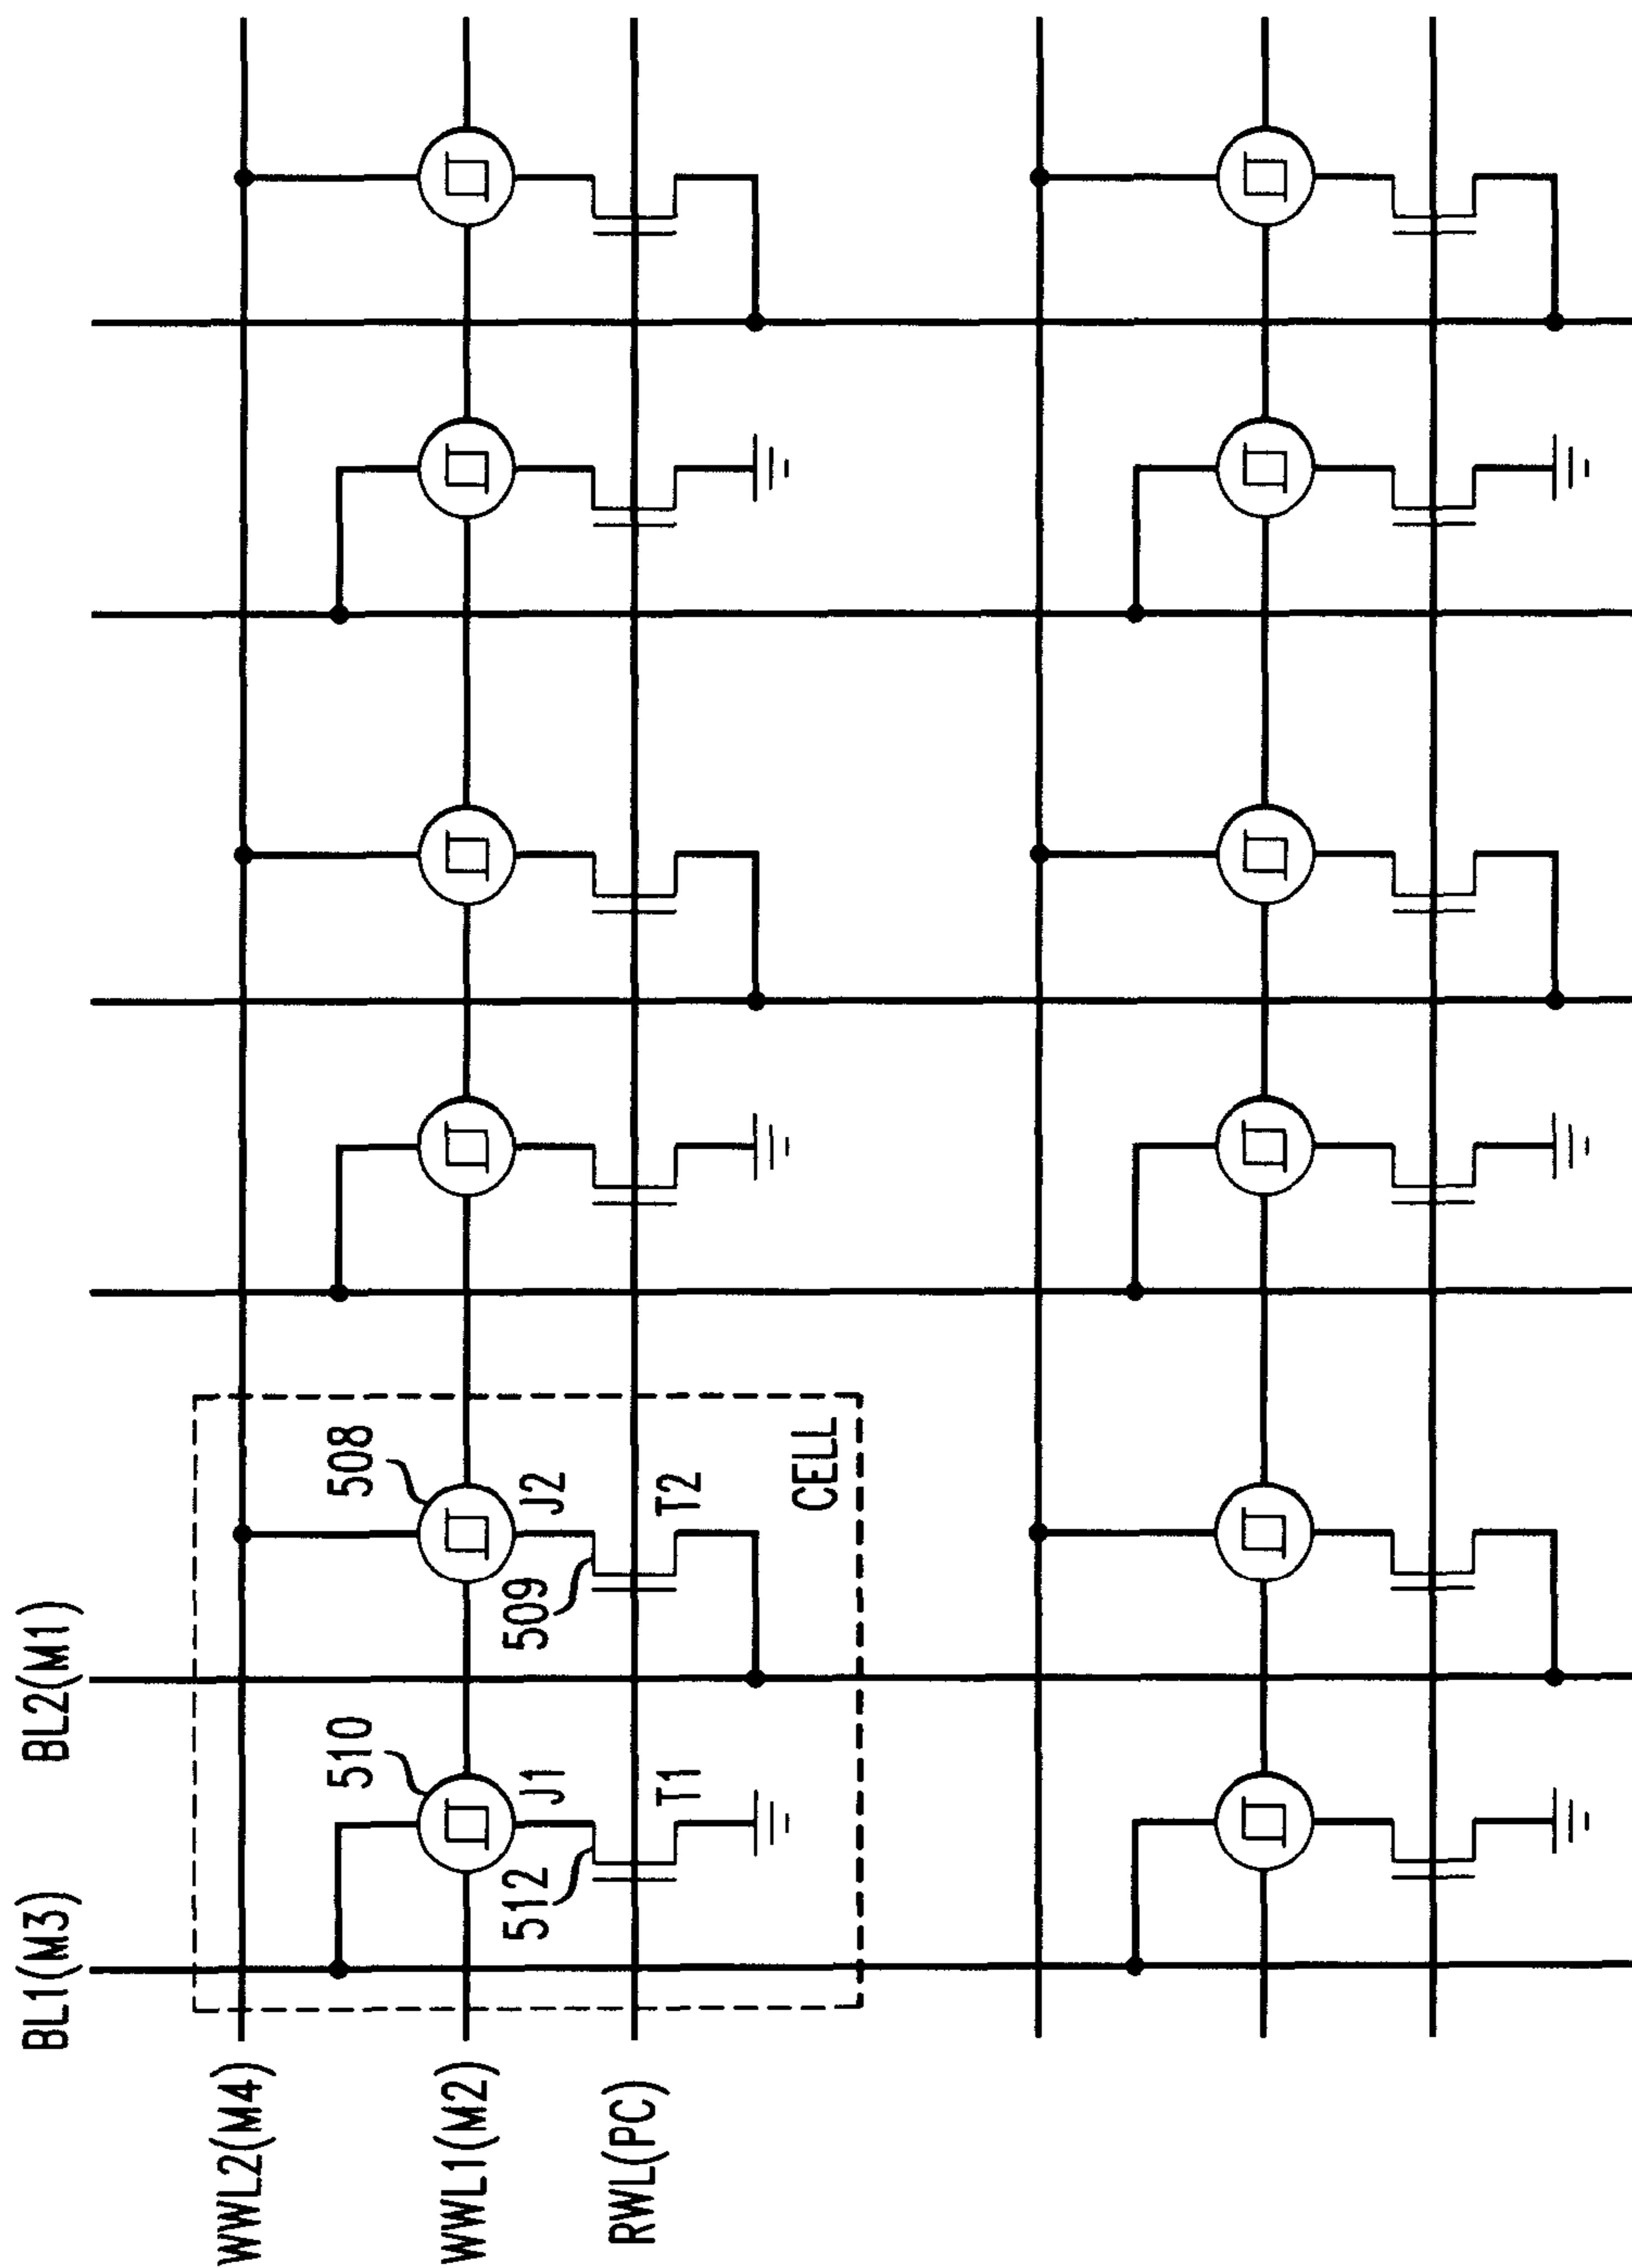 BL1(M3)
BL2(M1)
WWL2(M4)
WWL1(M2)
RWL(PC)
510
508
J1
J2
512
509
T1
T2
CELL